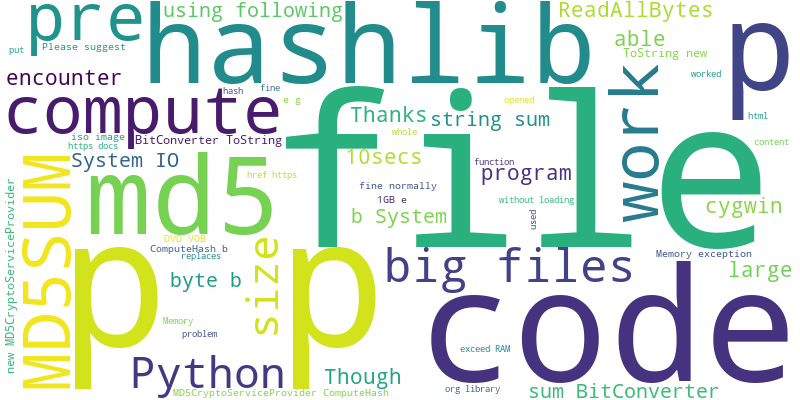 pre
using following
hashlib
ReadAllBytes
p
able
ToString new
put
Please suggest
encounter
compute
hash
fine
e g
file
Thanks
string sum
opened
work
worked
html
iso image
https docs
BitConverter ToString
System IO
whole
10secs
function
program
content
MD5SUM
md5
href https
fine normally
1GB e
without loading
b System
used
cygwin
new MD5CryptoServiceProvider
DVD VOB
ComputeHash b
replaces
p
p
size
byte b
big files
Memory exception
large
code
Memory
problem
exceed RAM
Python
Though
MD5CryptoServiceProvider ComputeHash
org library
sum BitConverter